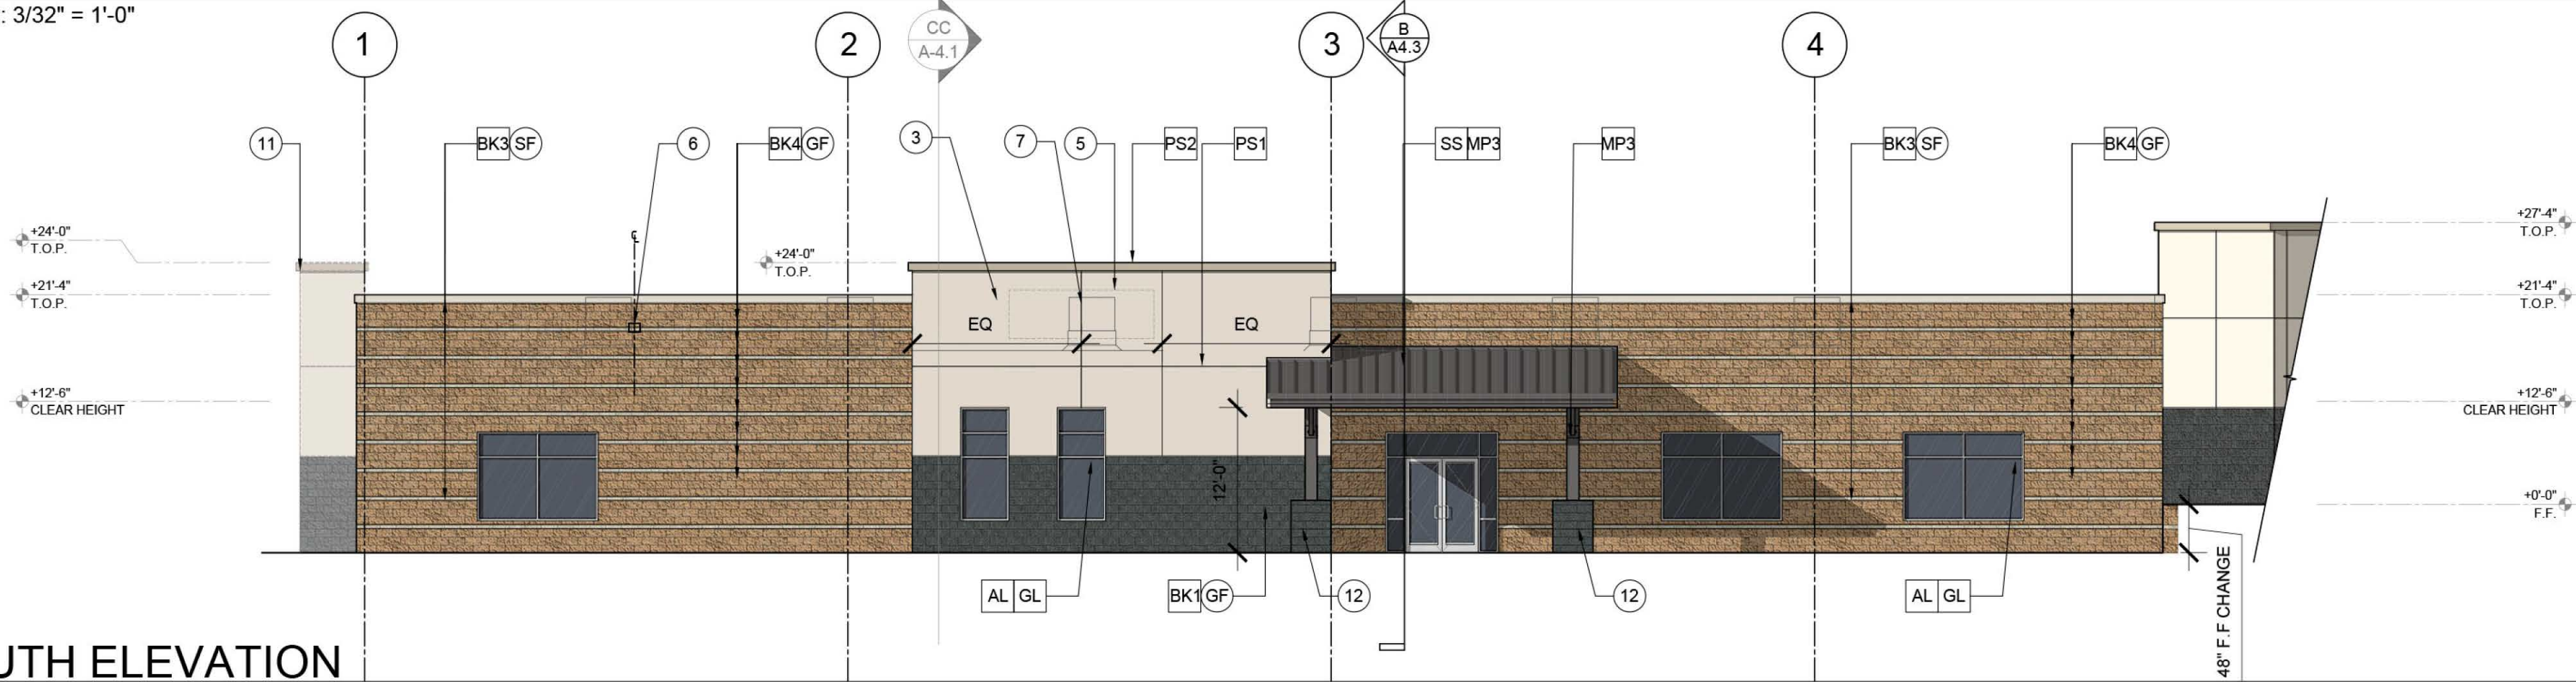 : 3/32" = 1'-0"
1
2
CC
A-4.1
3
B
A4.3
4
11
BK3 SF
6
BK4 GF
3
7
5
PS2
PS1
SS MP3
MP3
BK3 SF
BK4 GF
+24'-0"
T.O.P.
+21'-4"
T.O.P.
+12'-6"
CLEAR HEIGHT
+24'-0"
T.O.P.
EQ
EQ
12'-0"
+27'-4"
T.O.P.
+21'-4"
T.O.P.
+12'-6"
CLEAR HEIGHT
+0'-0"
F.F.
AL GL
BK1 GF
12
12
AL GL
48" F.F CHANGE
UTH ELEVATION